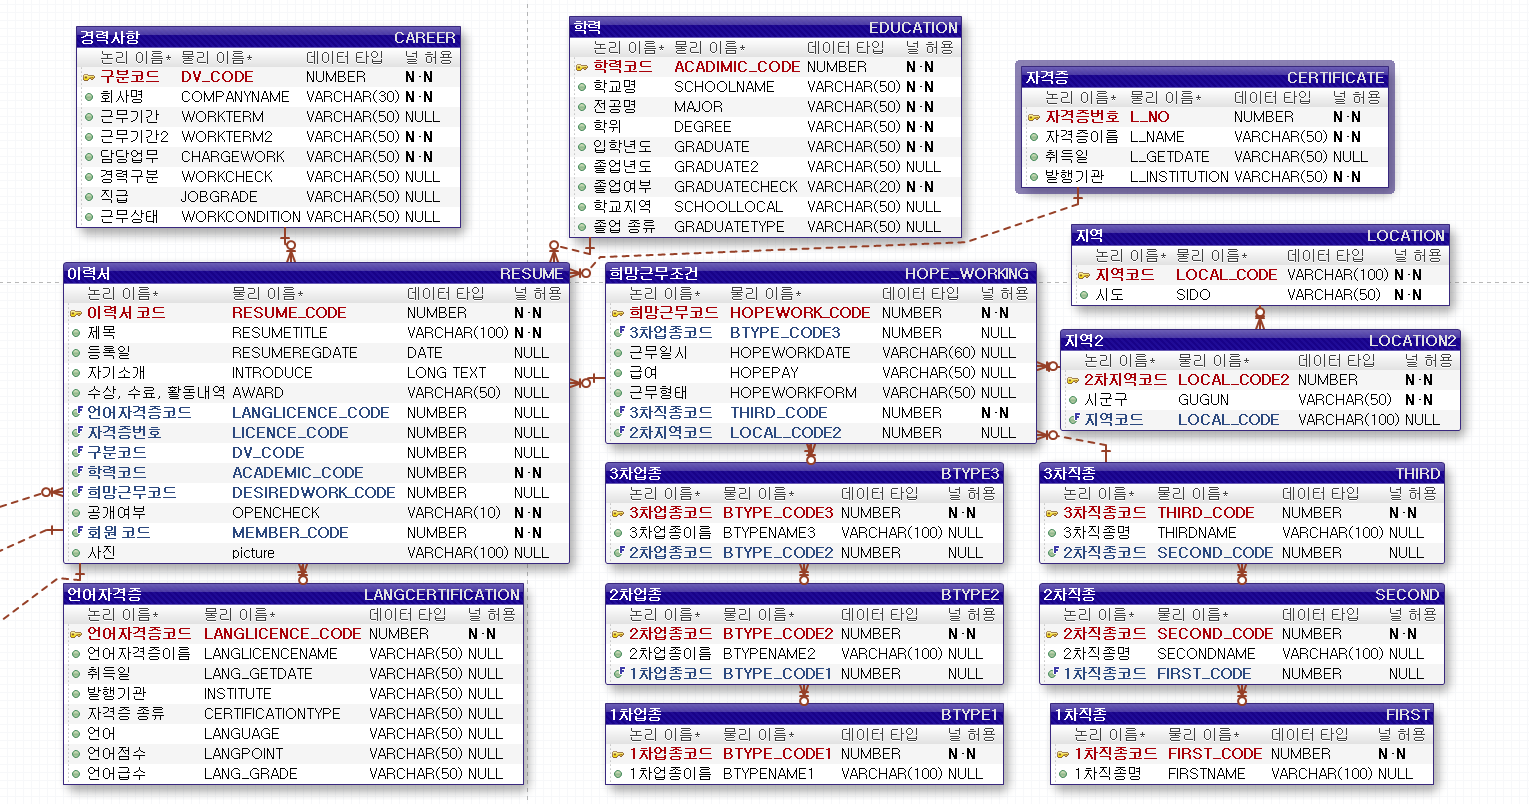 경력사항 CAREER
논리 이름* 물리 이름* 데이터 타입 널 허용
구분코드 DV_CODE NUMBER N·N
회사명 COMPANYNAME VARCHAR(30) N·N
근무기간 WORKTERM VARCHAR(50) NULL
근무기간2 WORKTERM2 VARCHAR(50) N·N
담당업무 CHARGEWORK VARCHAR(50) N·N
경력구분 WORKCHECK VARCHAR(50) NULL
직급 JOBGRADE VARCHAR(50) NULL
근무상태 WORKCONDITION VARCHAR(50) NULL
학력 EDUCATION
논리 이름* 물리 이름* 데이터 타입 널 허용
학력코드 ACADIMIC_CODE NUMBER N·N
학교명 SCHOOLNAME VARCHAR(50) N·N
전공명 MAJOR VARCHAR(50) N·N
학위 DEGREE VARCHAR(50) N·N
입학년도 GRADUATE VARCHAR(50) N·N
졸업년도 GRADUATE2 VARCHAR(50) NULL
졸업여부 GRADUATECHECK VARCHAR(20) N·N
학교지역 SCHOOLLOCAL VARCHAR(50) NULL
졸업 종류 GRADUATETYPE VARCHAR(50) NULL
자격증 CERTIFICATE
논리 이름* 물리 이름* 데이터 타입 널 허용
자격증번호 L_NO NUMBER N·N
자격증이름 L_NAME VARCHAR(50) N·N
취득일 L_GETDATE VARCHAR(50) NULL
발행기관 L_INSTITUTION VARCHAR(50) N·N
지역 LOCATION
논리 이름* 물리 이름* 데이터 타입 널 허용
지역코드 LOCAL_CODE VARCHAR(100) N·N
시도 SIDO VARCHAR(50) N·N
이력서 RESUME
논리 이름* 물리 이름* 데이터 타입 널 허용
이력서 코드 RESUME_CODE NUMBER N·N
제목 RESUMETITLE VARCHAR(100) N·N
등록일 RESUMEREGDATE DATE NULL
자기소개 INTRODUCE LONG TEXT NULL
수상, 수료, 활동내역 AWARD VARCHAR(50) NULL
언어자격증코드 LANGLICENCE_CODE NUMBER NULL
자격증번호 LICENCE_CODE NUMBER NULL
구분코드 DV_CODE NUMBER NULL
학력코드 ACADEMIC_CODE NUMBER N·N
희망근무코드 DESIREDWORK_CODE NUMBER NULL
공개여부 OPENCHECK VARCHAR(10) N·N
회원 코드 MEMBER_CODE NUMBER N·N
사진 picture VARCHAR(100) NULL
희망근무조건 HOPE_WORKING
논리 이름* 물리 이름* 데이터 타입 널 허용
희망근무코드 HOPEWORK_CODE NUMBER N·N
3차업종코드 BTYPE_CODE3 NUMBER NULL
근무일시 HOPEWORKDATE VARCHAR(60) NULL
급여 HOPEPAY VARCHAR(50) NULL
근무형태 HOPEWORKFORM VARCHAR(50) NULL
3차직종코드 THIRD_CODE NUMBER N·N
2차지역코드 LOCAL_CODE2 NUMBER NULL
지역2 LOCATION2
논리 이름* 물리 이름* 데이터 타입 널 허용
2차지역코드 LOCAL_CODE2 NUMBER N·N
시군구 GUGUN VARCHAR(50) N·N
지역코드 LOCAL_CODE VARCHAR(100) NULL
3차업종 BTYPE3
논리 이름* 물리 이름* 데이터 타입 널 허용
3차업종코드 BTYPE_CODE3 NUMBER N·N
3차업종이름 BTYPENAME3 VARCHAR(100) NULL
2차업종코드 BTYPE_CODE2 NUMBER NULL
3차직종 THIRD
논리 이름* 물리 이름* 데이터 타입 널 허용
3차직종코드 THIRD_CODE NUMBER N·N
3차직종명 THIRDNAME VARCHAR(100) NULL
2차직종코드 SECOND_CODE NUMBER NULL
언어자격증 LANGCERTIFICATION
논리 이름* 물리 이름* 데이터 타입 널 허용
언어자격증코드 LANGLICENCE_CODE NUMBER N·N
언어자격증이름 LANGLICENCENAME VARCHAR(50) NULL
취득일 LANG_GETDATE VARCHAR(50) NULL
발행기관 INSTITUTE VARCHAR(50) NULL
자격증 종류 CERTIFICATIONTYPE VARCHAR(50) NULL
언어 LANGUAGE VARCHAR(50) NULL
언어점수 LANGPOINT VARCHAR(50) NULL
언어급수 LANG_GRADE VARCHAR(50) NULL
2차업종 BTYPE2
논리 이름* 물리 이름* 데이터 타입 널 허용
2차업종코드 BTYPE_CODE2 NUMBER N·N
2차업종이름 BTYPENAME2 VARCHAR(100) NULL
1차업종코드 BTYPE_CODE1 NUMBER NULL
2차직종 SECOND
논리 이름* 물리 이름* 데이터 타입 널 허용
2차직종코드 SECOND_CODE NUMBER N·N
2차직종명 SECONDNAME VARCHAR(100) NULL
1차직종코드 FIRST_CODE NUMBER NULL
1차업종 BTYPE1
논리 이름* 물리 이름* 데이터 타입 널 허용
1차업종코드 BTYPE_CODE1 NUMBER N·N
1차업종이름 BTYPENAME1 VARCHAR(100) NULL
1차직종 FIRST
논리 이름* 물리 이름* 데이터 타입 널 허용
1차직종코드 FIRST_CODE NUMBER N·N
1차직종명 FIRSTNAME VARCHAR(100) NULL